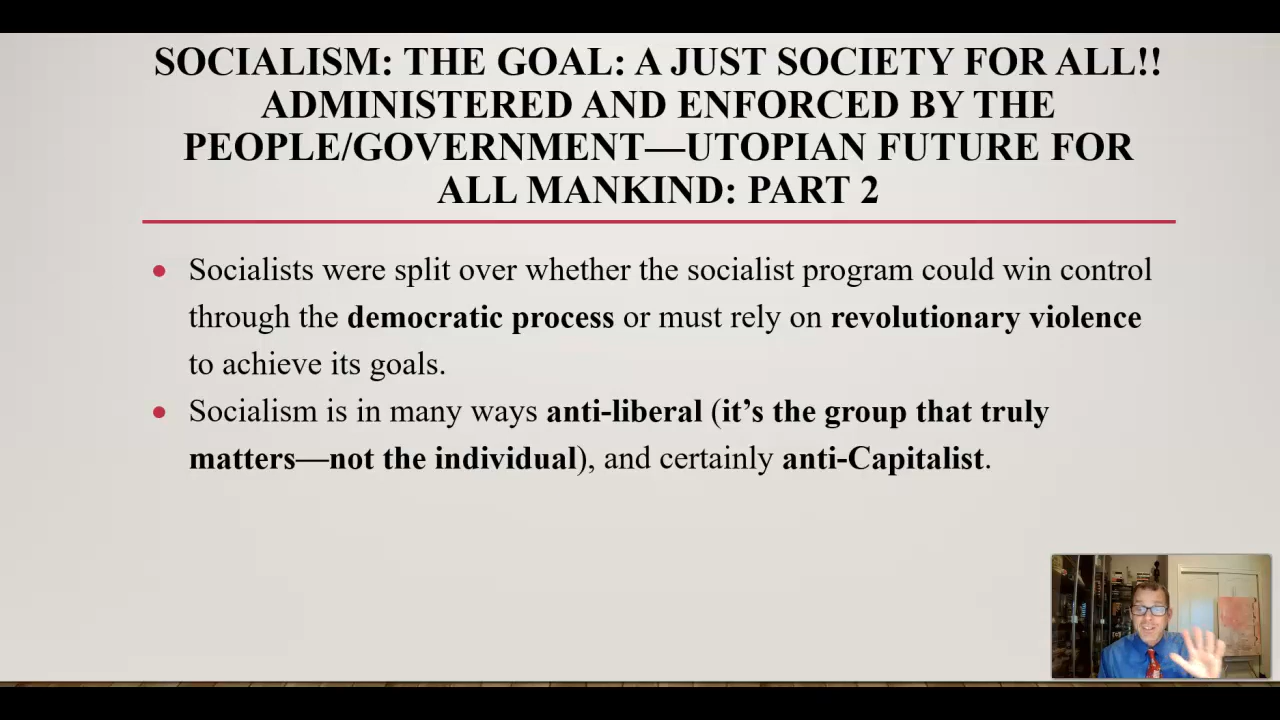 SOCIALISM: THE GOAL: A JUST SOCIETY FOR ALL!!
ADMINISTERED AND ENFORCED BY THE
PEOPLE/GOVERNMENT—UTOPIAN FUTURE FOR
ALL MANKIND: PART 2
• Socialists were split over whether the socialist program could win control
through the democratic process or must rely on revolutionary violence
to achieve its goals.
• Socialism is in many ways anti-liberal (it’s the group that truly
matters—not the individual), and certainly anti-Capitalist.